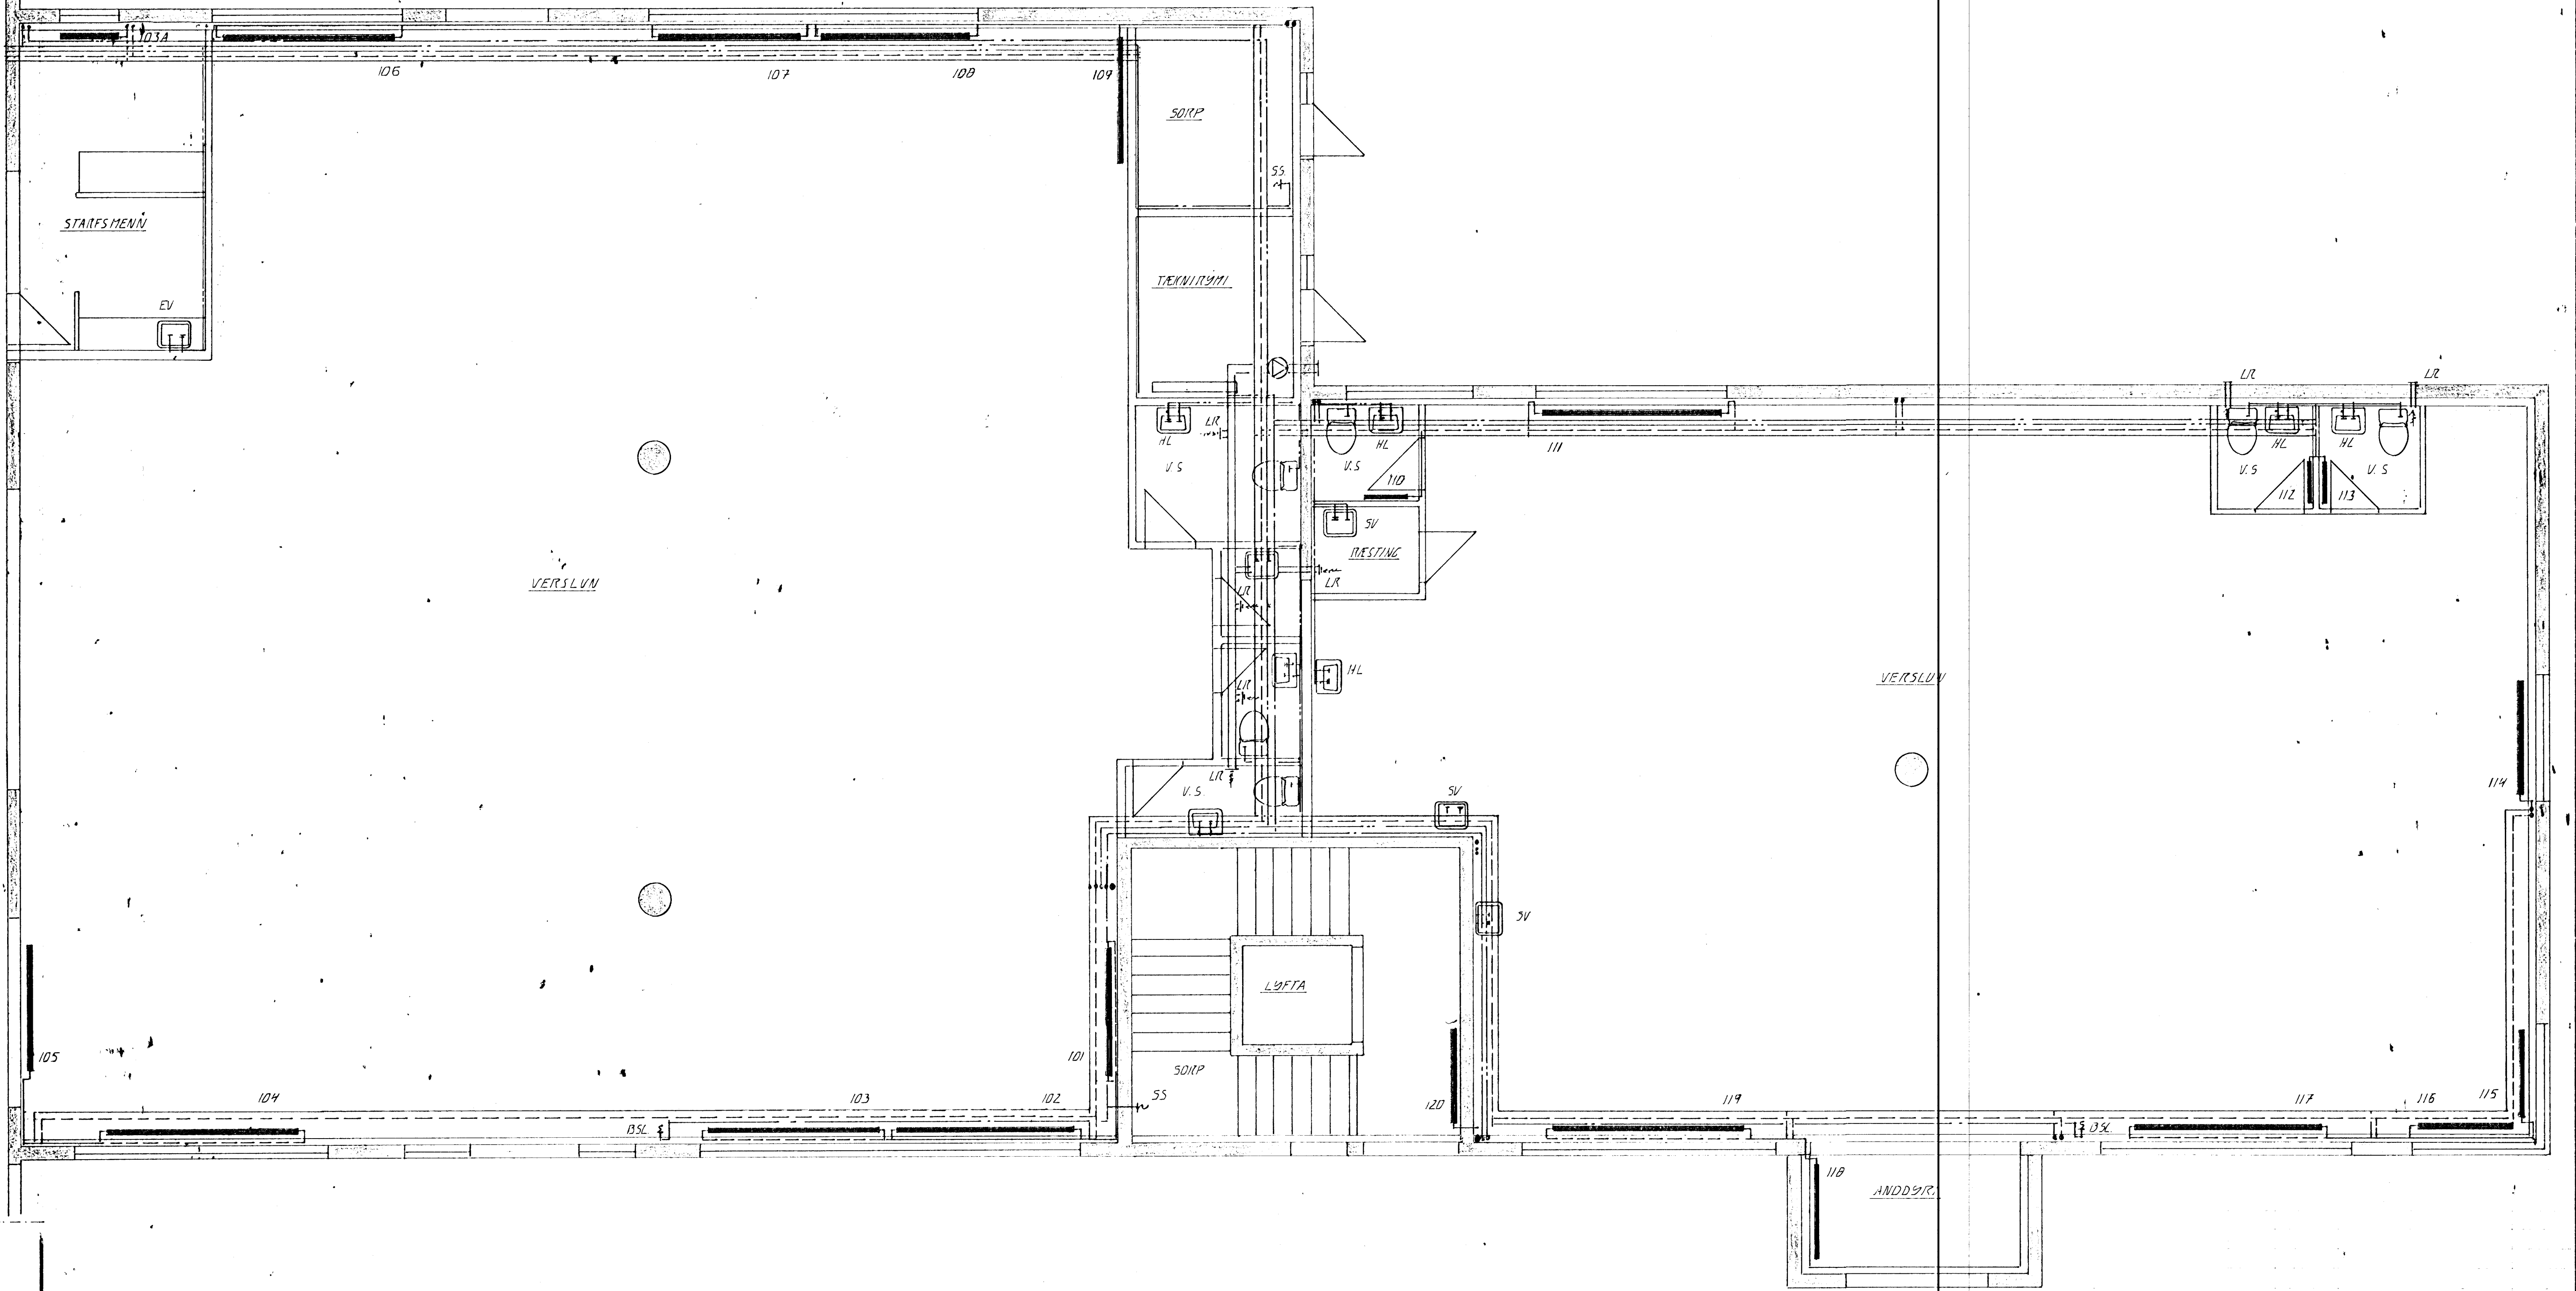 103A
106
107
108
109
SORP
SS
STARFSMENN
TÆKNIRÝMI
EV
LR
LR
HL
LR
V.S
HL
110
111
HL
HL
V.S
V.S
112
113
SV
RÆSTING
LR
VERSLUN
LR
LR
HL
VERSLUN
LR
V.S.
SV
114
SV
LYFTA
105
101
SORP
SS
104
103
102
BSL
120
119
117
116
115
BSL
118
ANDDYRI